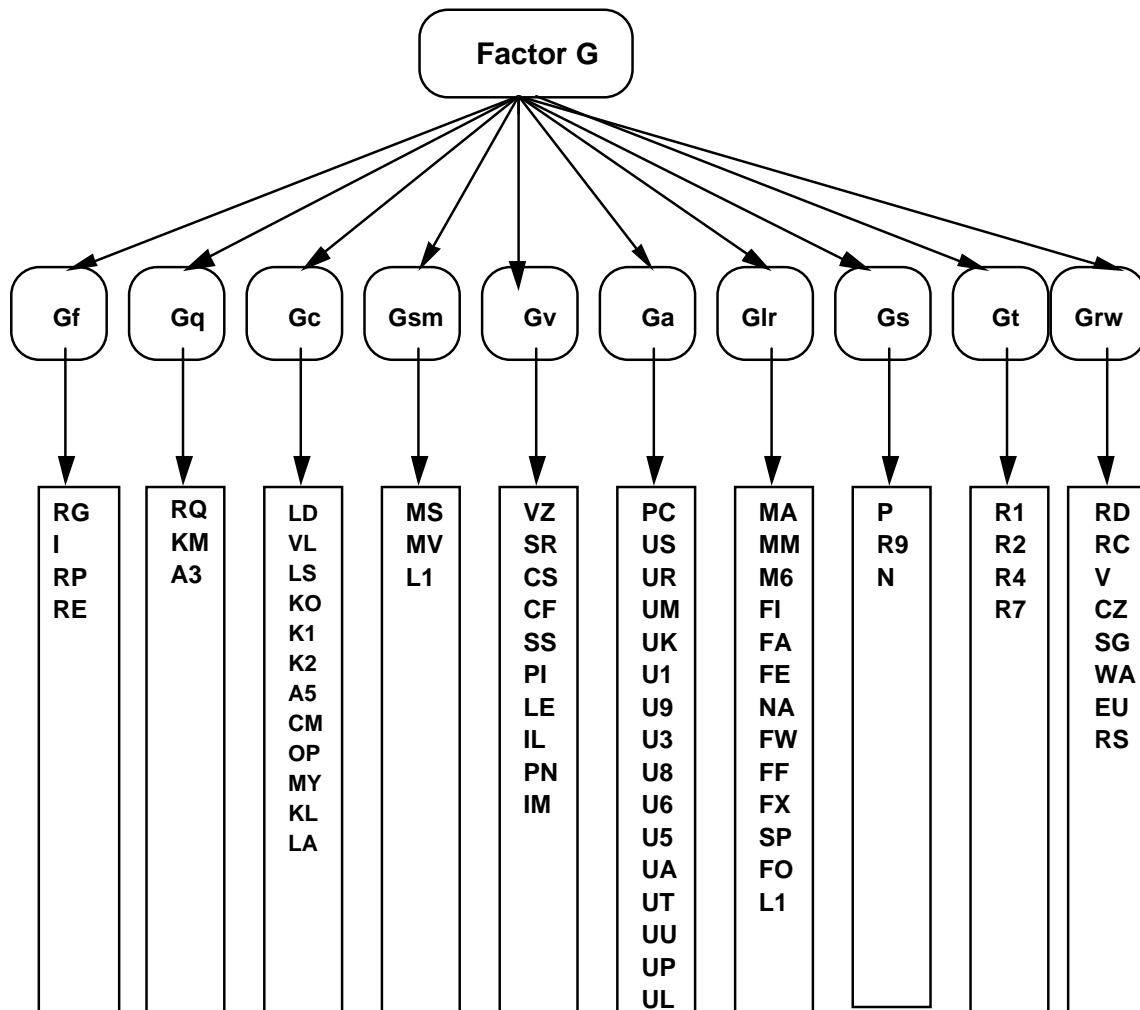 Factor G
Gf
Gq
Gc
Gsm
Gv
Ga
Glr
Gs
Gt
Grw
RG
I
RP
RE
RQ
KM
A3
LD
VL
LS
KO
K1
K2
A5
CM
OP
MY
KL
LA
MS
MV
L1
VZ
SR
CS
CF
SS
PI
LE
IL
PN
IM
PC
US
UR
UM
UK
U1
U9
U3
U8
U6
U5
UA
UT
UU
UP
UL
MA
MM
M6
FI
FA
FE
NA
FW
FF
FX
SP
FO
L1
P
R9
N
R1
R2
R4
R7
RD
RC
V
CZ
SG
WA
EU
RS